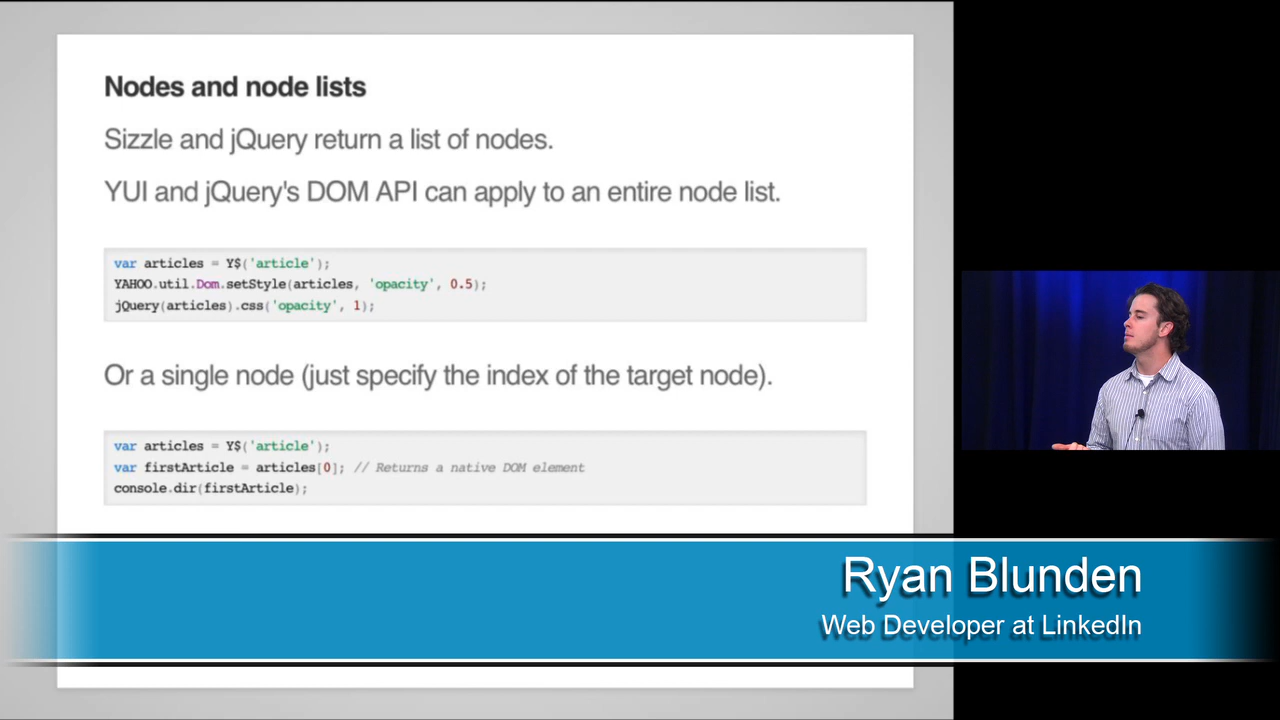 Nodes and node lists
Sizzle and jQuery return a list of nodes.
YUI and jQuery's DOM API can apply to an entire node list.
var articles = Y$('article');
YAHOO.util.Dom.setStyle(articles, 'opacity', 0.5);
jQuery(articles).css('opacity', 1);
Or a single node (just specify the index of the target node).
var articles = Y$('article');
var firstArticle = articles[0]; // Returns a native DOM element
console.dir(firstArticle);
Ryan Blunden
Web Developer at LinkedIn